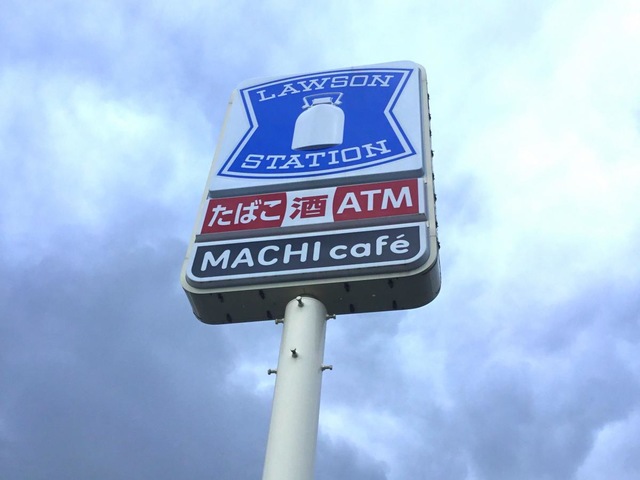 LAWSON
STATION
たばこ 酒 ATM
MACHI café